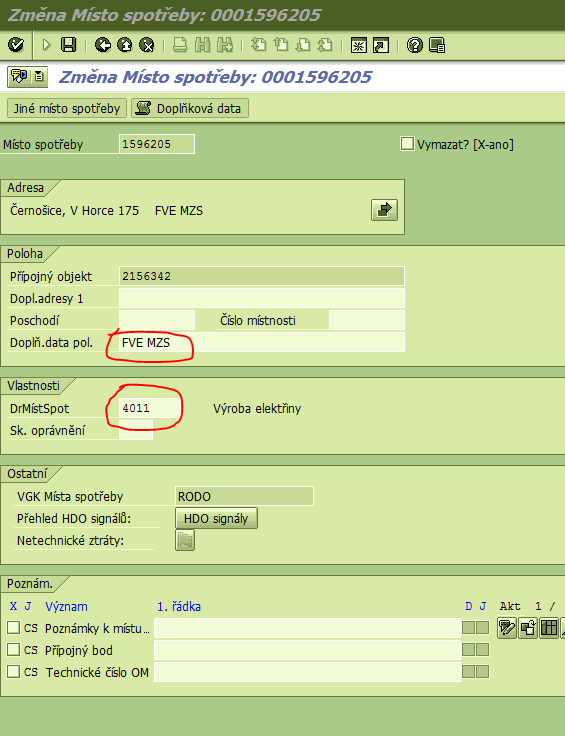 Změna Místo spotřeby: 0001596205
Změna Místo spotřeby: 0001596205
Jiné místo spotřeby Doplňková data
Místo spotřeby 1596205 Vymazat? [X-ano]
Adresa
Černošice, V Horce 175 FVE MZS
Poloha
Přípojný objekt 2156342
Dopl.adresy 1
Poschodí Číslo místnosti
Doplň.data pol. FVE MZS
Vlastnosti
DrMístSpot 4011 Výroba elektřiny
Sk. oprávnění
Ostatní
VGK Místa spotřeby RODO
Přehled HDO signálů: HDO signály
Netechnické ztráty:
Poznám.
X J Význam 1. řádka D J Akt 1 /
CS Poznámky k místu...
CS Přípojný bod
CS Technické číslo OM